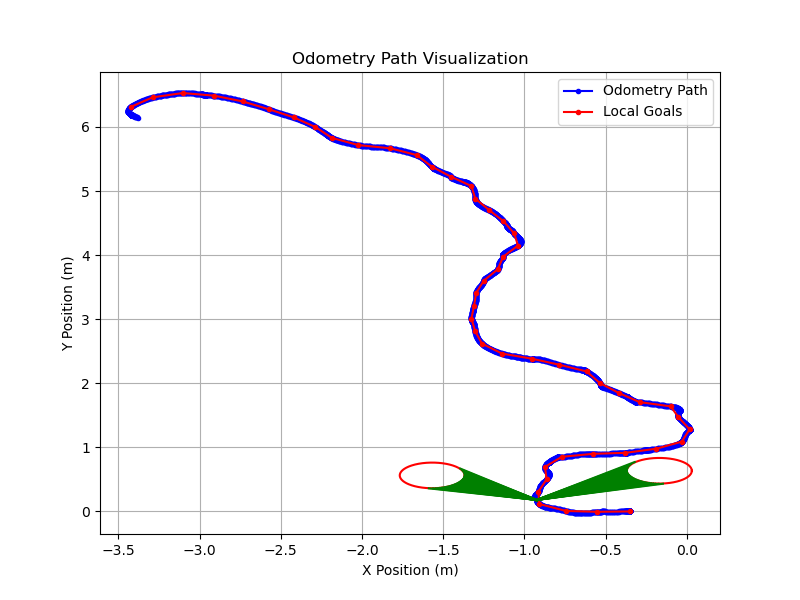 Odometry Path Visualization
Odometry Path
Local Goals
Y Position (m)
6
5
4
3
2
1
0
−3.5 −3.0 −2.5 −2.0 −1.5 −1.0 −0.5 0.0
X Position (m)